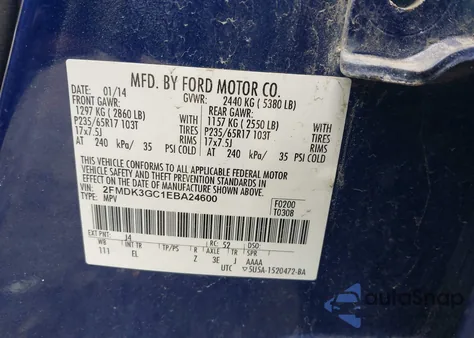 MFD. BY FORD MOTOR CO.
DATE: 01/14 GVWR: 2440 KG ( 5380 LB)
FRONT GAWR: REAR GAWR:
1297 KG ( 2860 LB) 1157 KG ( 2550 LB)
P235/65R17 103T TIRES P235/65R17 103T TIRES
17x7.5J RIMS 17x7.5J RIMS
AT 240 kPa/ 35 PSI COLD AT 240 kPa/ 35 PSI COLD
THIS VEHICLE CONFORMS TO ALL APPLICABLE FEDERAL MOTOR
VEHICLE SAFETY AND THEFT PREVENTION STANDARDS IN EFFECT
ON THE DATE OF MANUFACTURE SHOWN ABOVE.
VIN: 2FMDK3GC1EBA24600 F0200
TYPE: MPV T0308
EXT PNT: J4 RC: 52 DSO:
WB INT TR TP/PS R AXLE TR SPR
111 EL Z 3E J AAAA
UTC ▽5U5A-1520472-BA
AutoSnap